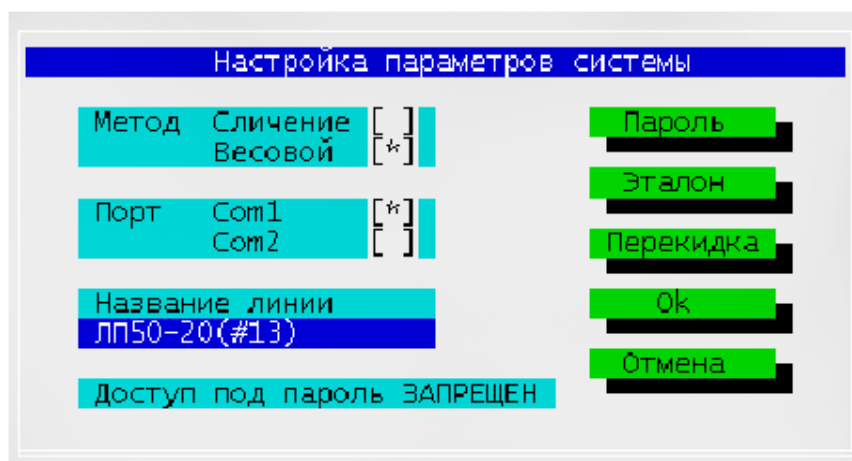 Настройка параметров системы
Метод Сличение [ ]
Весовой [*]
Порт Com1 [*]
Com2 [ ]
Название линии
ЛП50-20(#13)
Доступ под пароль ЗАПРЕЩЕН
Пароль
Эталон
Перекидка
Ok
Отмена